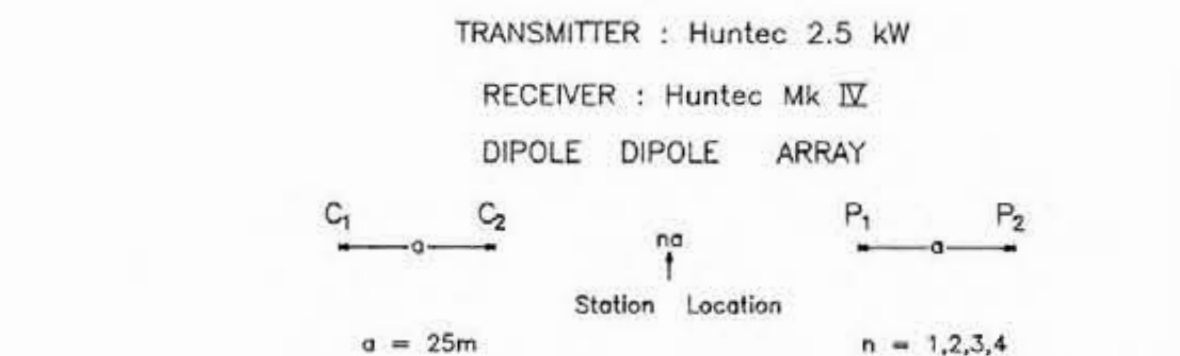 TRANSMITTER : Huntec 2.5 kW
RECEIVER : Huntec Mk IV
DIPOLE DIPOLE ARRAY
C₁ C₂ P₁ P₂
a na a
Station Location
a = 25m n = 1,2,3,4